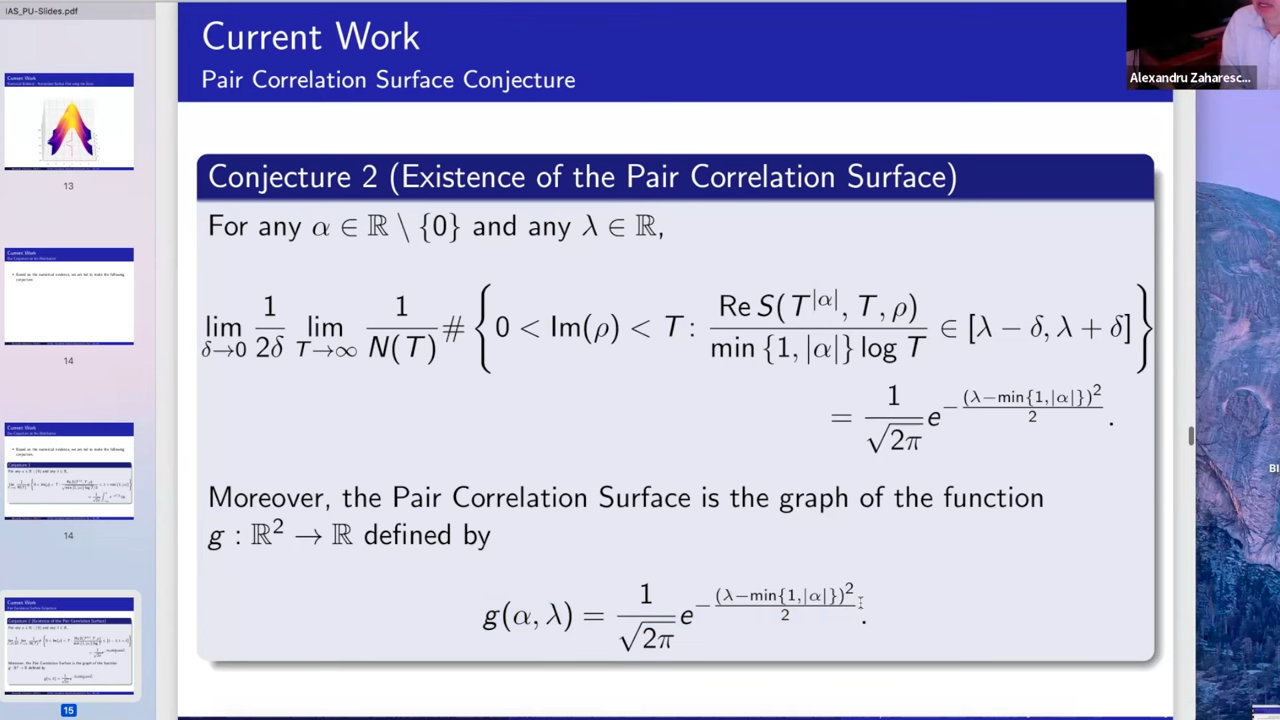 IAS_PU-Slides.pdf
Current Work
Pair Correlation Surface Conjecture
Alexandru Zaharesc...
Conjecture 2 (Existence of the Pair Correlation Surface)
For any α ∈ ℝ \ {0} and any λ ∈ ℝ,
lim_{δ→0} 1/2δ lim_{T→∞} 1/N(T) # { 0 < Im(ρ) < T : Re S(T^{|α|}, T, ρ) / min {1, |α|} log T ∈ [λ − δ, λ + δ] }
= 1/√2π e^{−(λ−min{1,|α|})²/2}.
Moreover, the Pair Correlation Surface is the graph of the function
g : ℝ² → ℝ defined by
g(α, λ) = 1/√2π e^{−(λ−min{1,|α|})²/2}.
13
14
14
15
BI